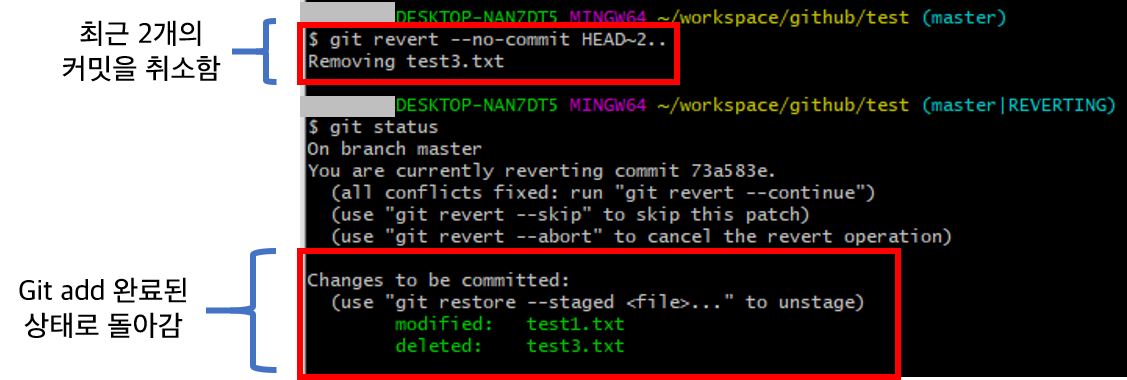 최근 2개의
커밋을 취소함
DESKTOP-NANZDT5 MINGW64 ~/workspace/github/test (master)
$ git revert --no-commit HEAD~2..
Removing test3.txt
DESKTOP-NANZDT5 MINGW64 ~/workspace/github/test (master|REVERTING)
$ git status
On branch master
You are currently reverting commit 73a583e.
(all conflicts fixed: run "git revert --continue")
(use "git revert --skip" to skip this patch)
(use "git revert --abort" to cancel the revert operation)
Git add 완료된
상태로 돌아감
Changes to be committed:
(use "git restore --staged <file>..." to unstage)
modified: test1.txt
deleted: test3.txt